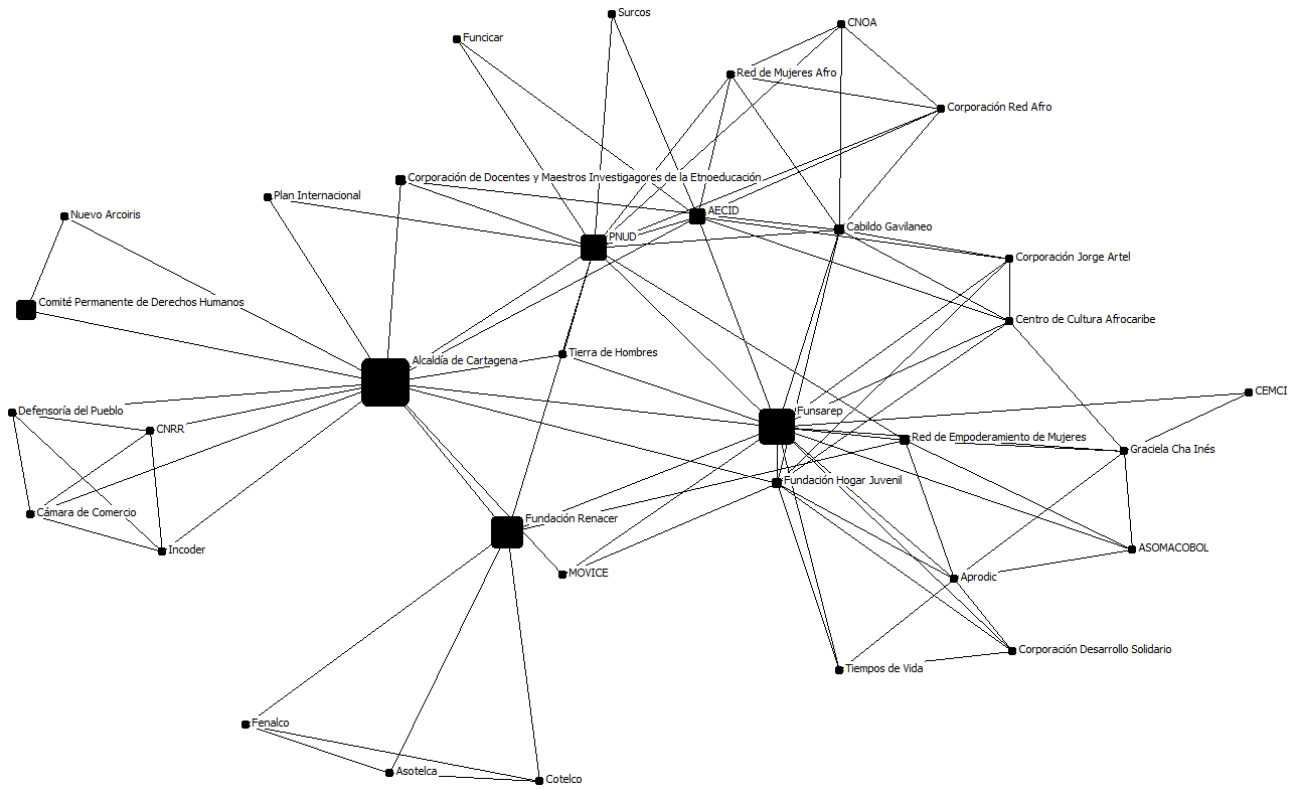 Surcos
CNOA
Funcicar
Red de Mujeres Afro
Corporación Red Afro
Corporación de Docentes y Maestros Investigagores de la Etnoeducación
Plan Internacional
AECID
Nuevo Arcoiris
Cabildo Gavilaneo
PNUD
Corporación Jorge Artel
Comité Permanente de Derechos Humanos
Centro de Cultura Afrocaribe
Tierra de Hombres
Alcaldía de Cartagena
CEMCI
Defensoría del Pueblo
Funsarep
CNRR
Red de Empoderamiento de Mujeres
Graciela Cha Inés
Fundación Hogar Juvenil
Cámara de Comercio
Fundación Renacer
Incoder
ASOMACOBOL
MOVICE
Aprodic
Corporación Desarrollo Solidario
Tiempos de Vida
Fenalco
Asotelca
Cotelco